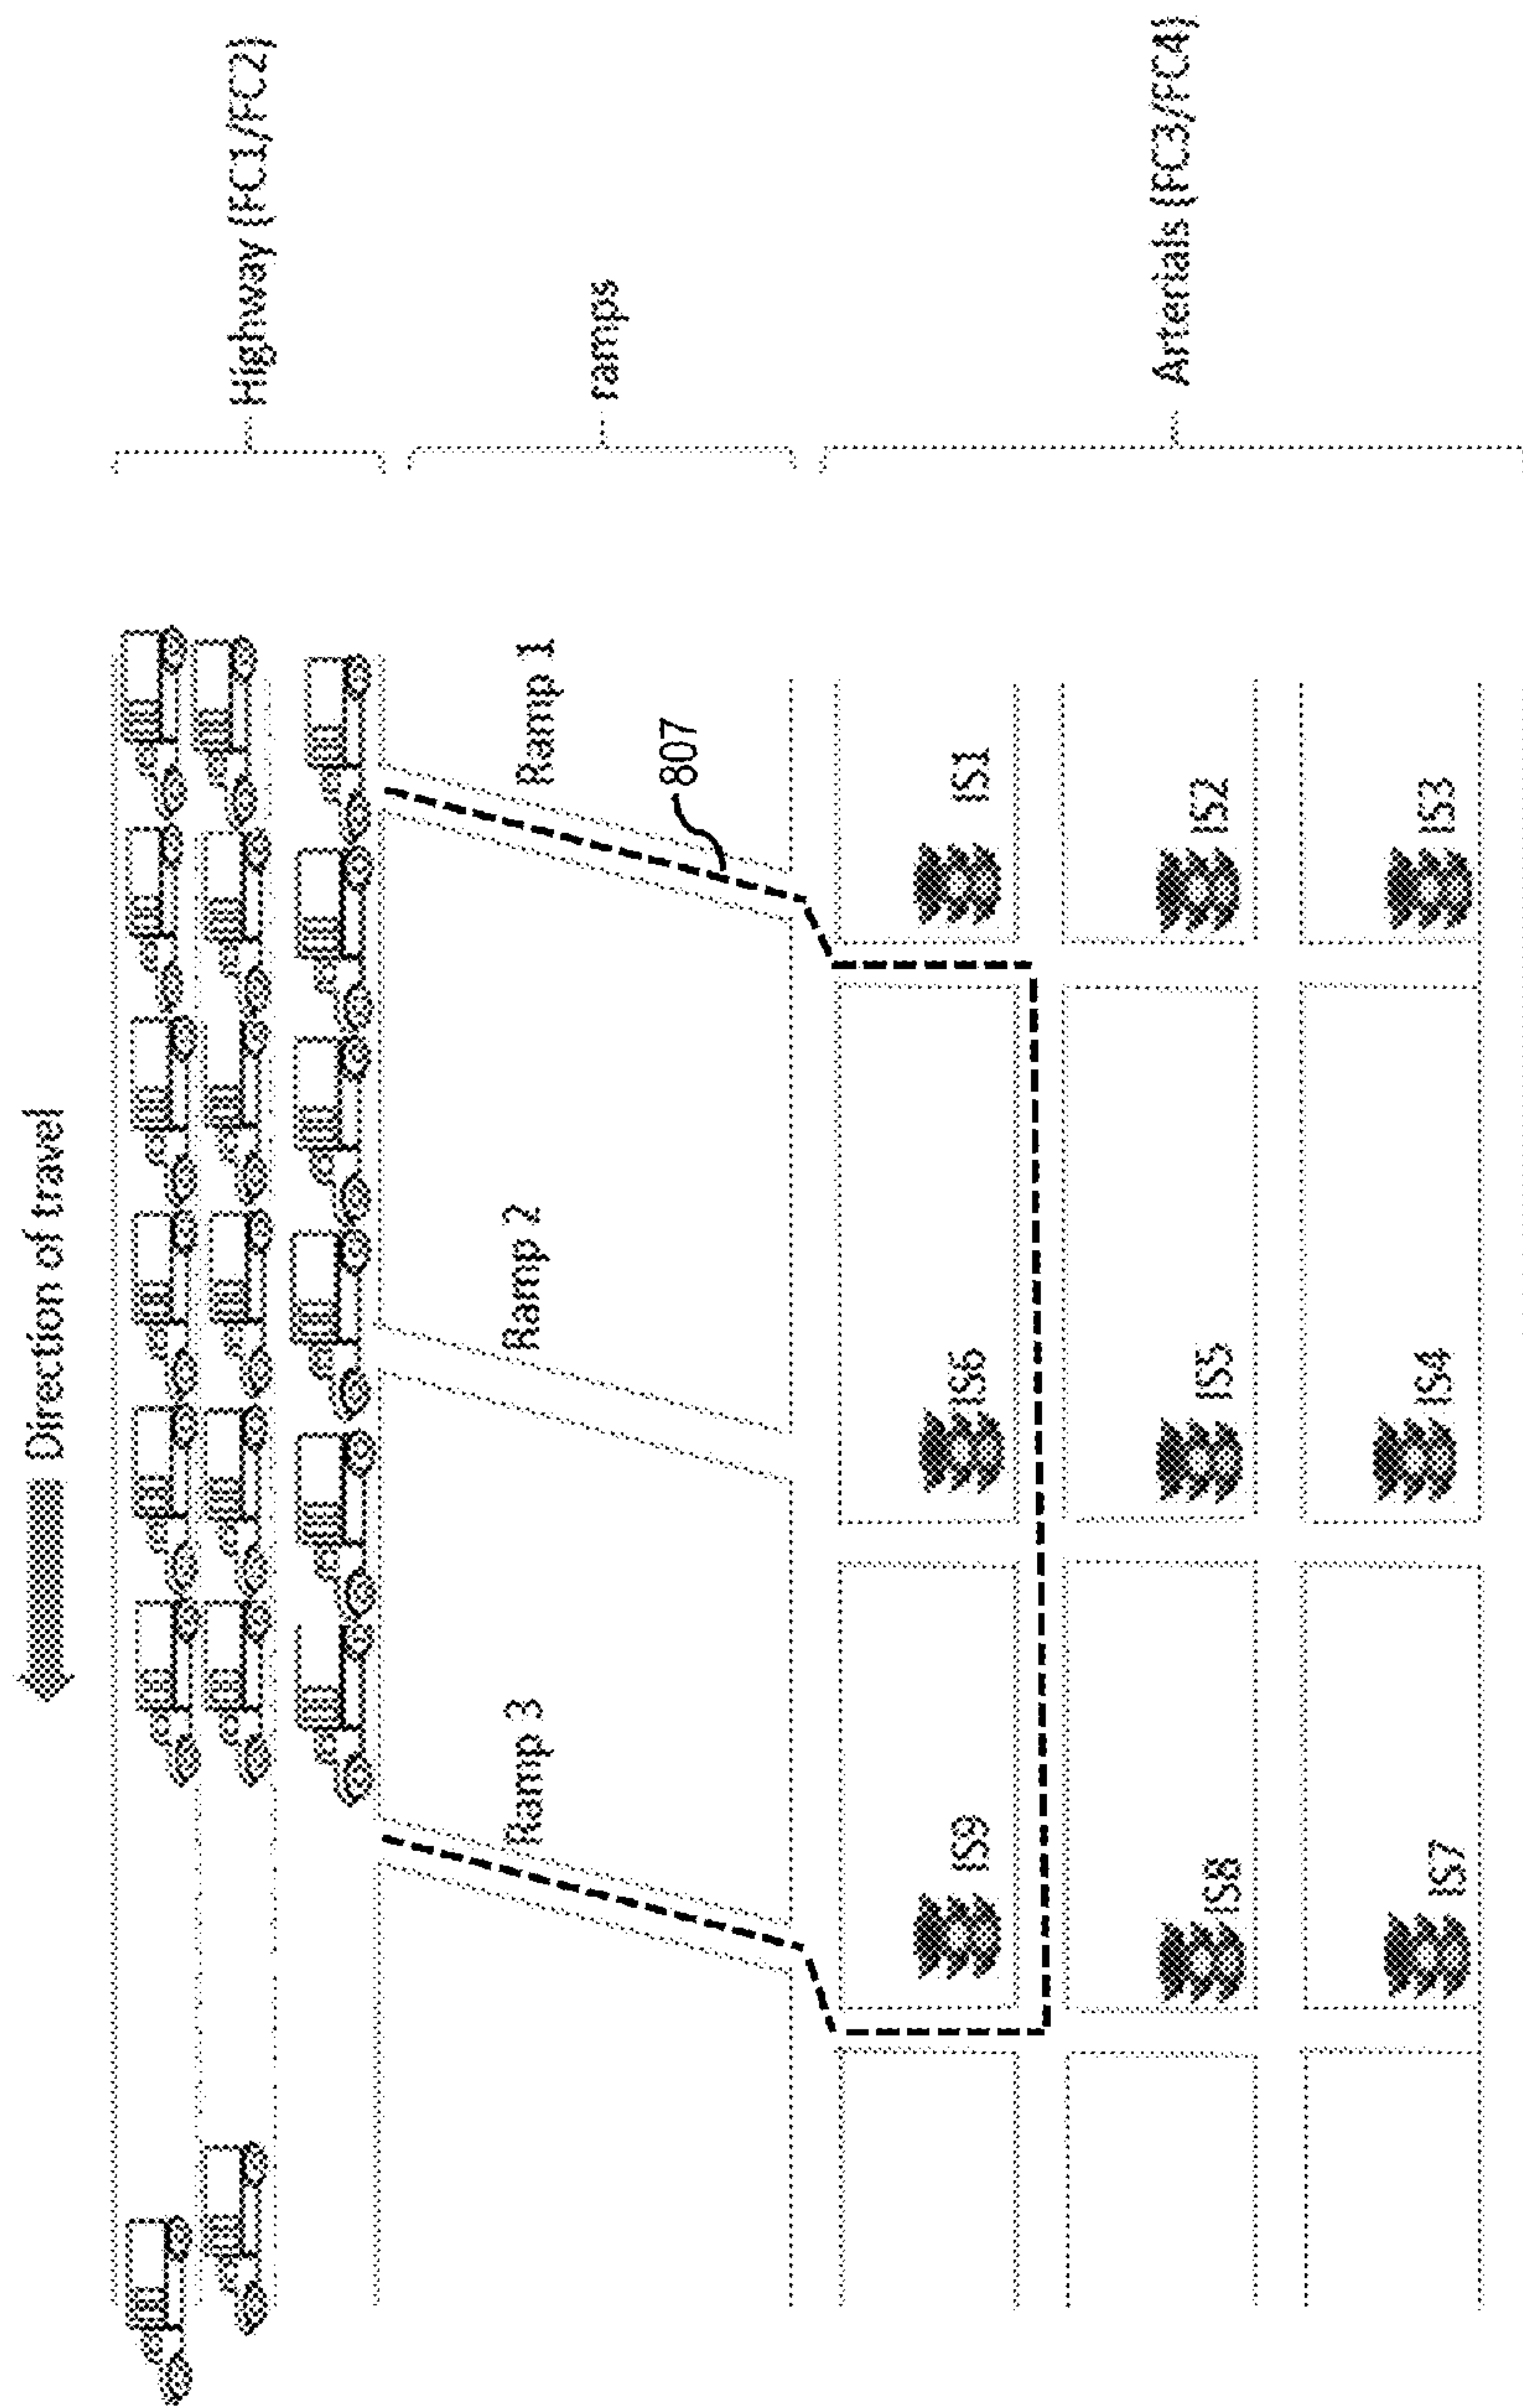 Direction of travel
Highway (FC1/FC2)
ramps
Arterials (FC3/FC4)
Ramp 3
Ramp 2
Ramp 1
807
IS9
IS6
IS1
IS8
IS5
IS2
IS7
IS4
IS3